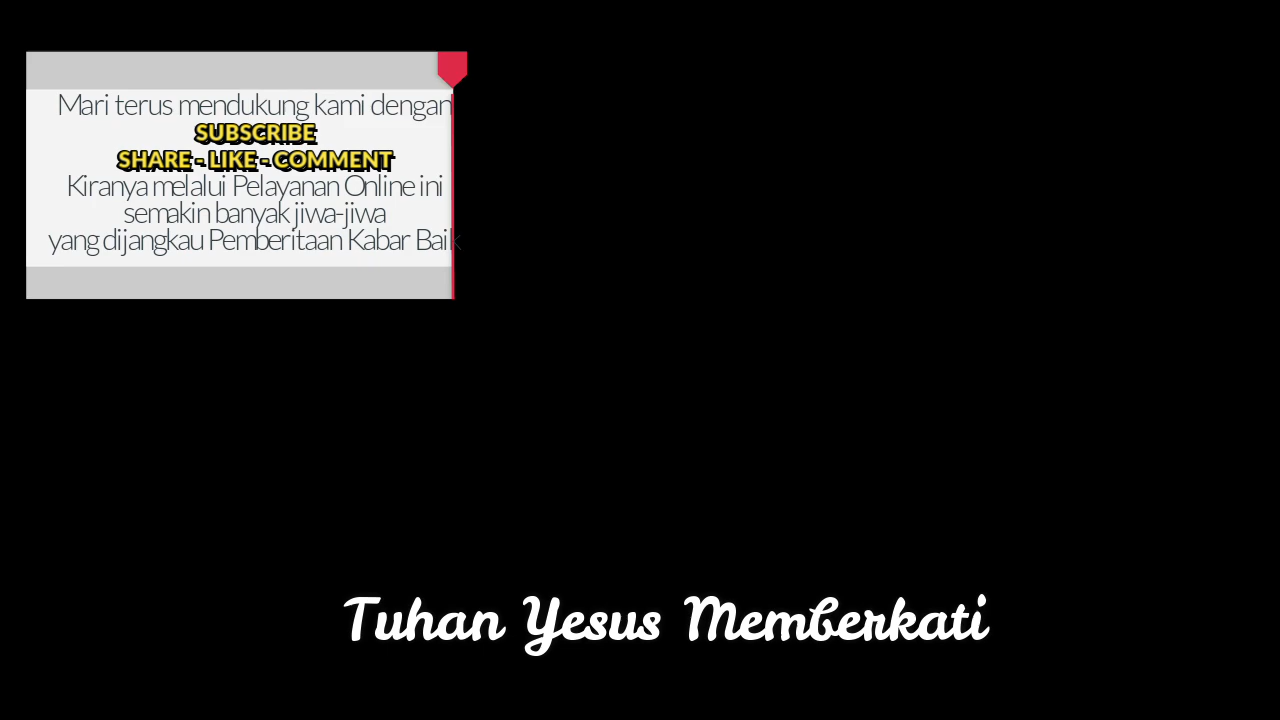 Mari terus mendukung kami dengan
SUBSCRIBE
SHARE - LIKE - COMMENT
Kiranya melalui Pelayanan Online ini
semakin banyak jiwa-jiwa
yang dijangkau Pemberitaan Kabar Baik
Tuhan Yesus Memberkati